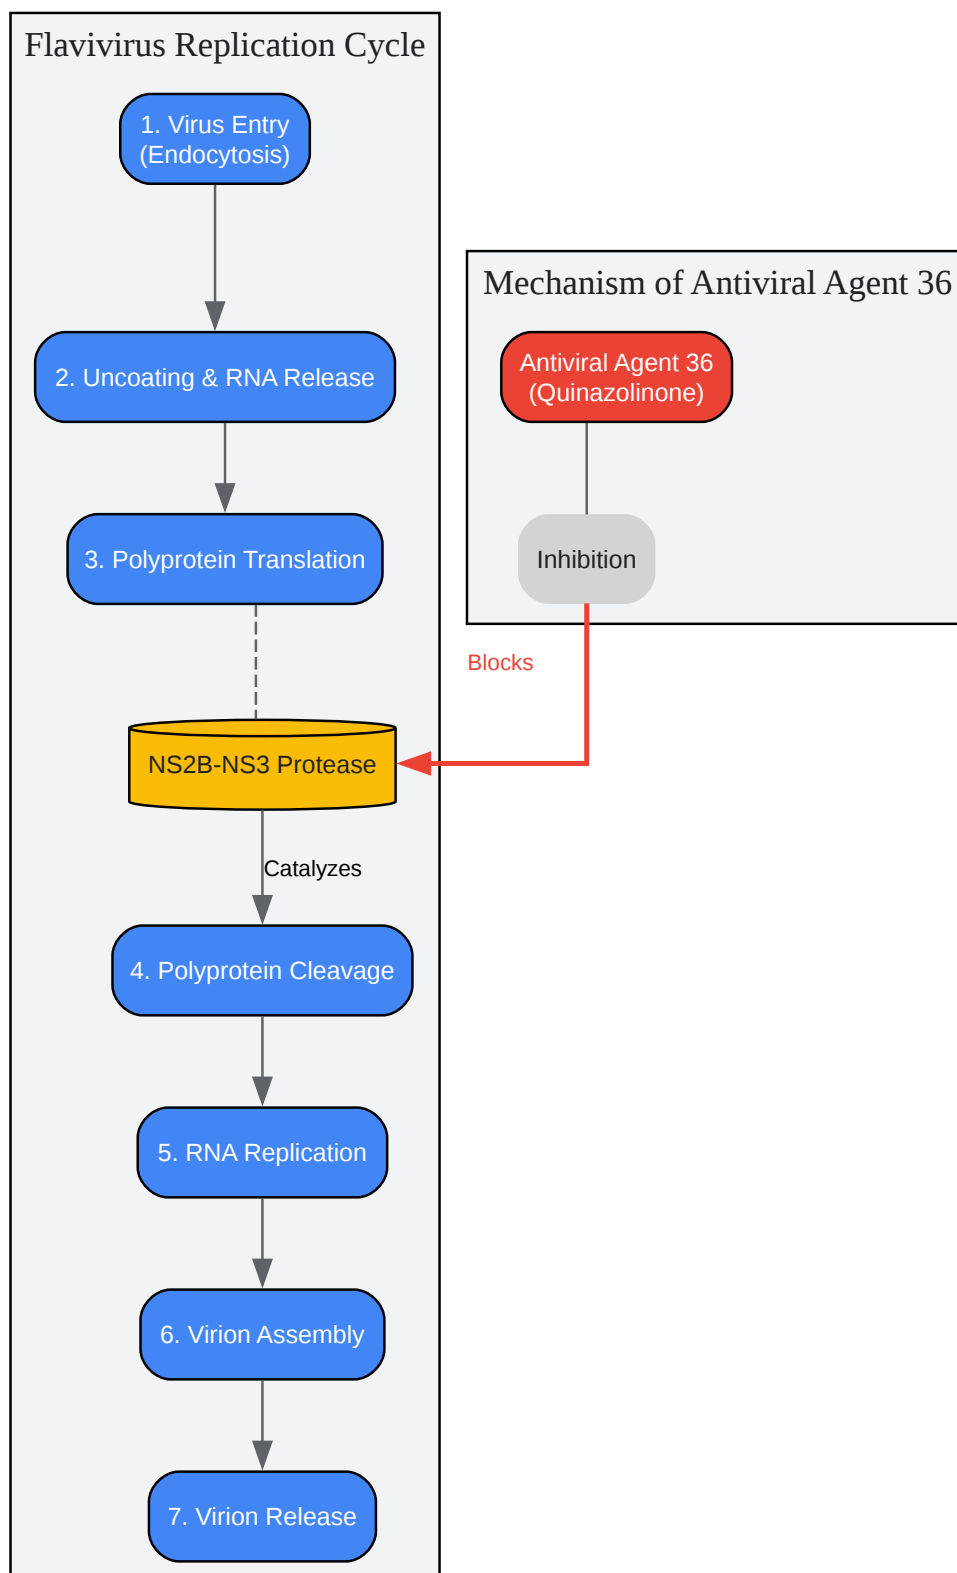 Flavivirus Replication Cycle
1. Virus Entry
(Endocytosis)
2. Uncoating & RNA Release
3. Polyprotein Translation
NS2B-NS3 Protease
Catalyzes
4. Polyprotein Cleavage
5. RNA Replication
6. Virion Assembly
7. Virion Release
Mechanism of Antiviral Agent 36
Antiviral Agent 36
(Quinazolinone)
Inhibition
Blocks